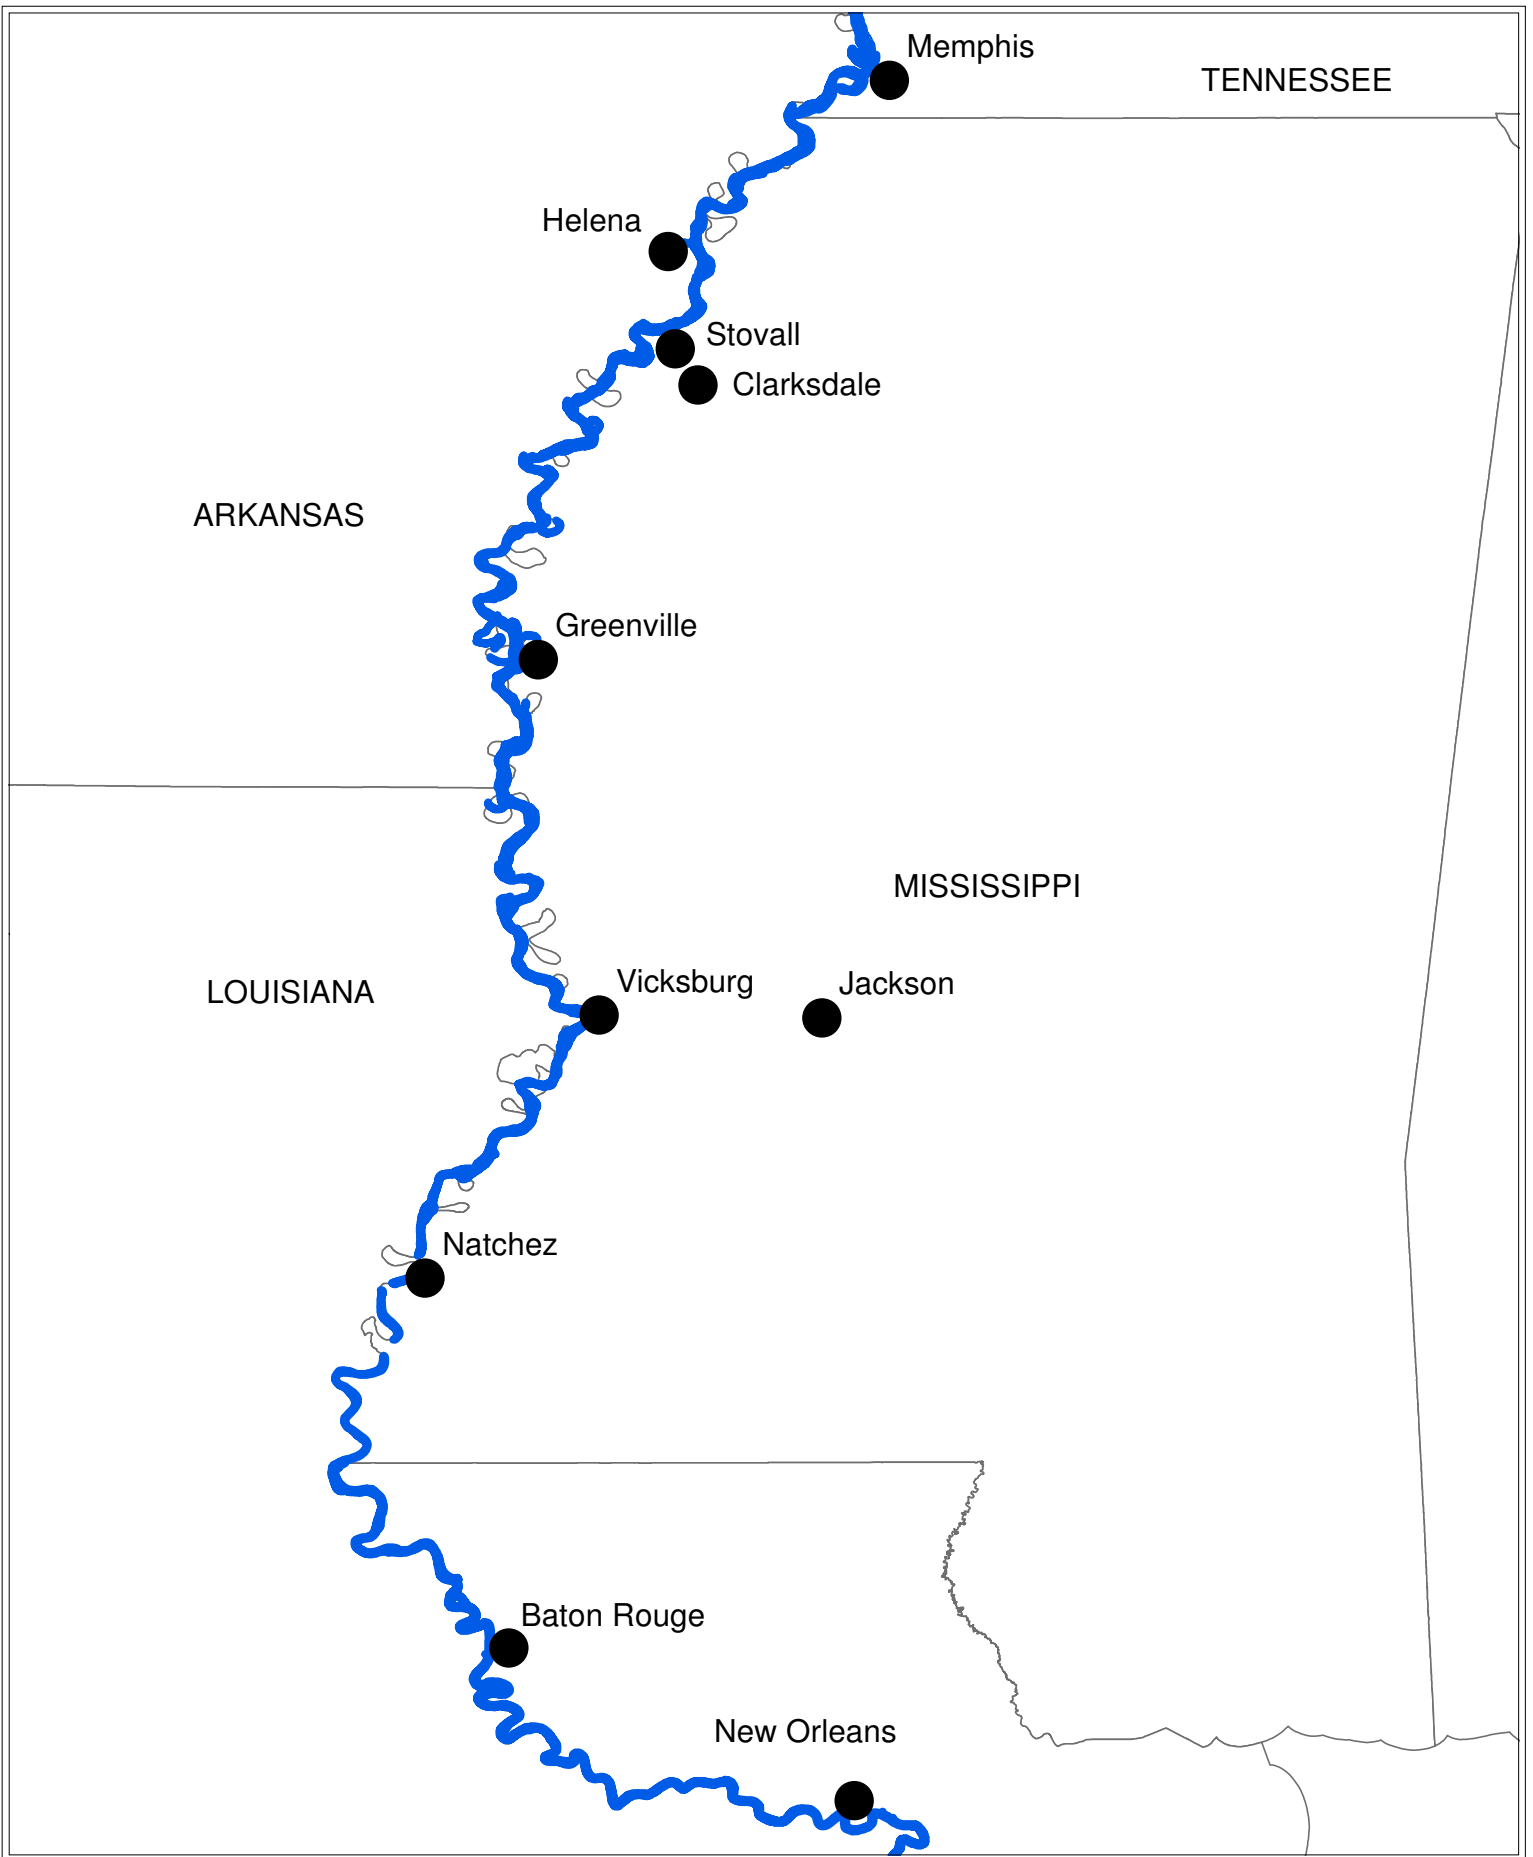 Memphis
TENNESSEE
Helena
Stovall
Clarksdale
ARKANSAS
Greenville
MISSISSIPPI
Vicksburg
Jackson
LOUISIANA
Natchez
Baton Rouge
New Orleans